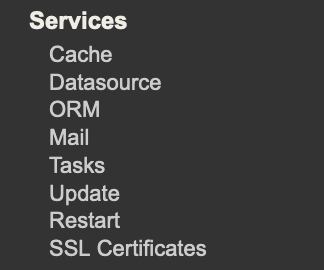 Services
Cache
Datasource
ORM
Mail
Tasks
Update
Restart
SSL Certificates